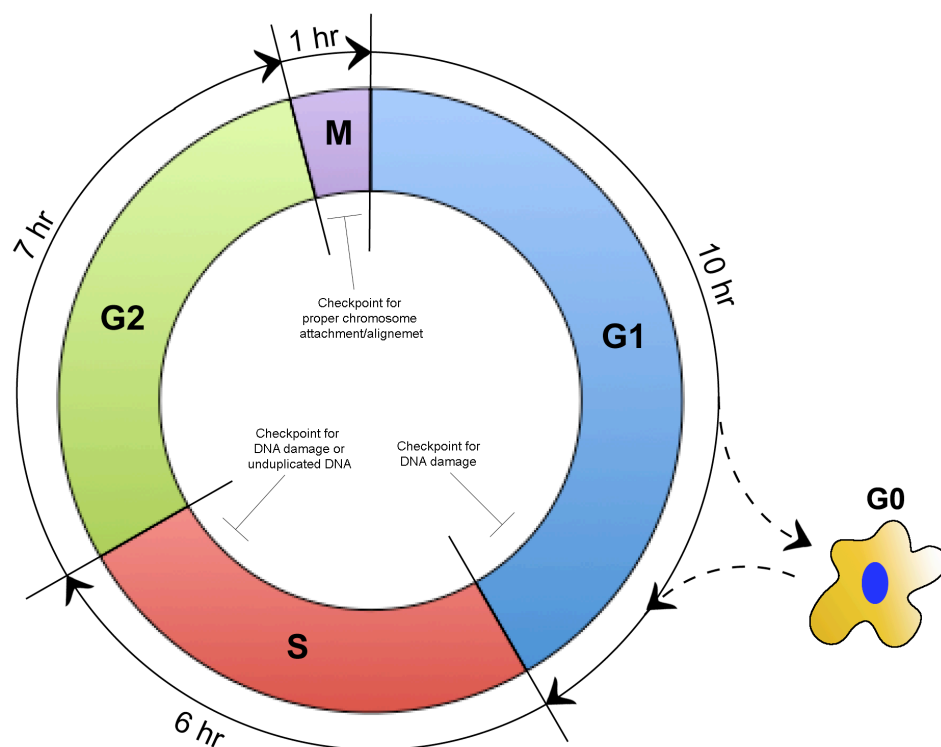 1 hr
M
7 hr
10 hr
Checkpoint for
proper chromosome
attachment/alignemet
G2
G1
Checkpoint for
DNA damage or
unduplicated DNA
Checkpoint for
DNA damage
G0
S
6 hr